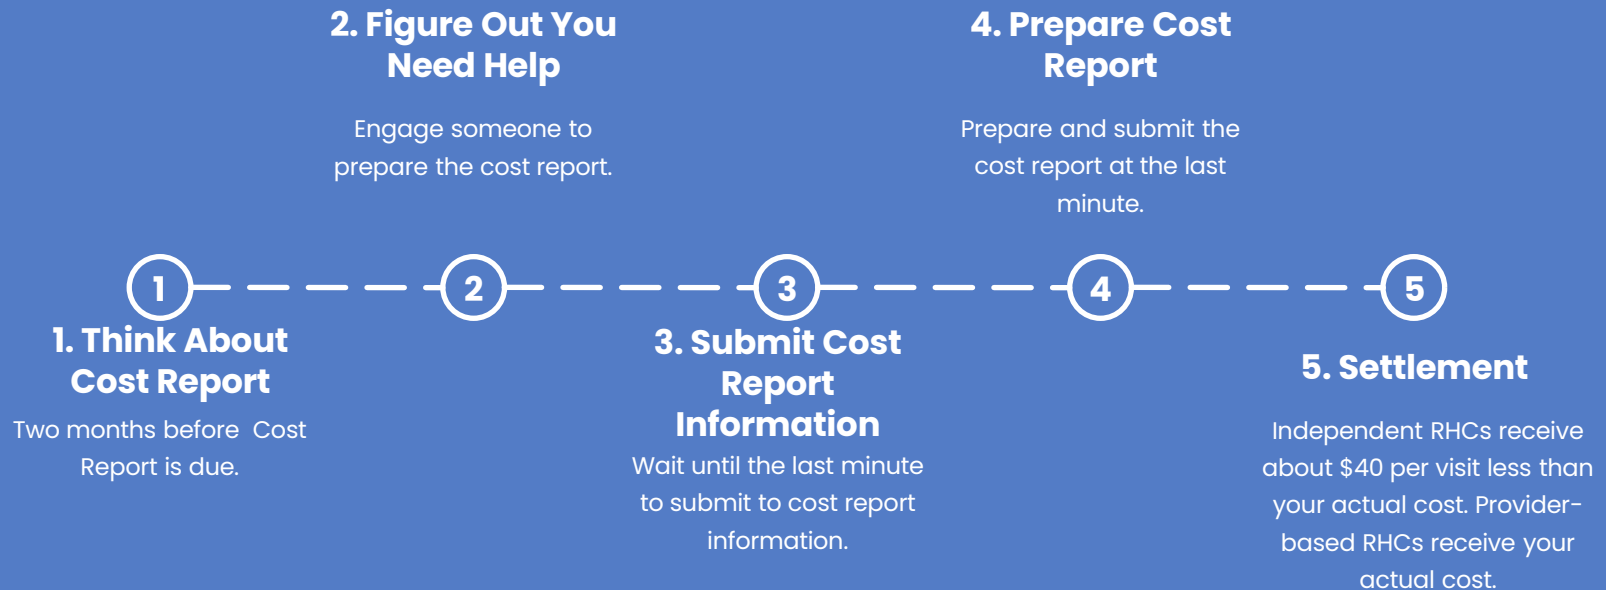 2. Figure Out You
Need Help
Engage someone to
prepare the cost report.
4. Prepare Cost
Report
Prepare and submit the
cost report at the last
minute.
1
2
3
4
5
1. Think About
Cost Report
Two months before  Cost
Report is due.
3. Submit Cost
Report
Information
Wait until the last minute
to submit to cost report
information.
5. Settlement
Independent RHCs receive
about $40 per visit less than
your actual cost. Provider-
based RHCs receive your
actual cost.